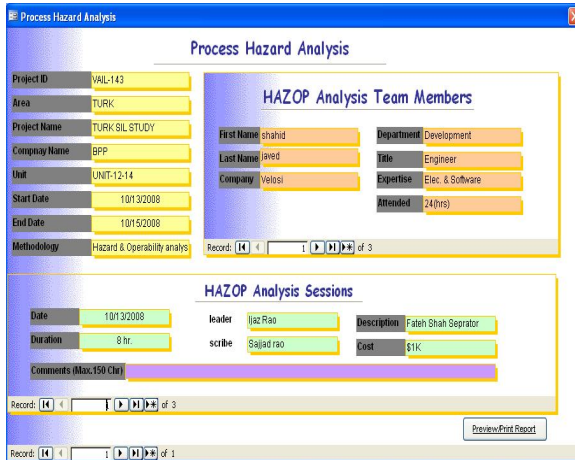 Process Hazard Analysis
Process Hazard Analysis
Project ID VAIL-143
Area TURK
Project Name TURK SIL STUDY
Compnay Name BPP
Unit UNIT-12-14
Start Date 10/13/2008
End Date 10/15/2008
Methodology Hazard & Operability analys
HAZOP Analysis Team Members
First Name shahid
Last Name javed
Company Velosi
Department Development
Title Engineer
Expertise Elec. & Software
Attended 24(hrs)
Record: 1 of 3
HAZOP Analysis Sessions
Date 10/13/2008
Duration 8 hr.
leader Ijaz Rao
scribe Sajjad rao
Description Fateh Shah Seprator
Cost $1K
Comments (Max.150 Chr)
Record: 1 of 3
Preview/Print Report
Record: 1 of 1